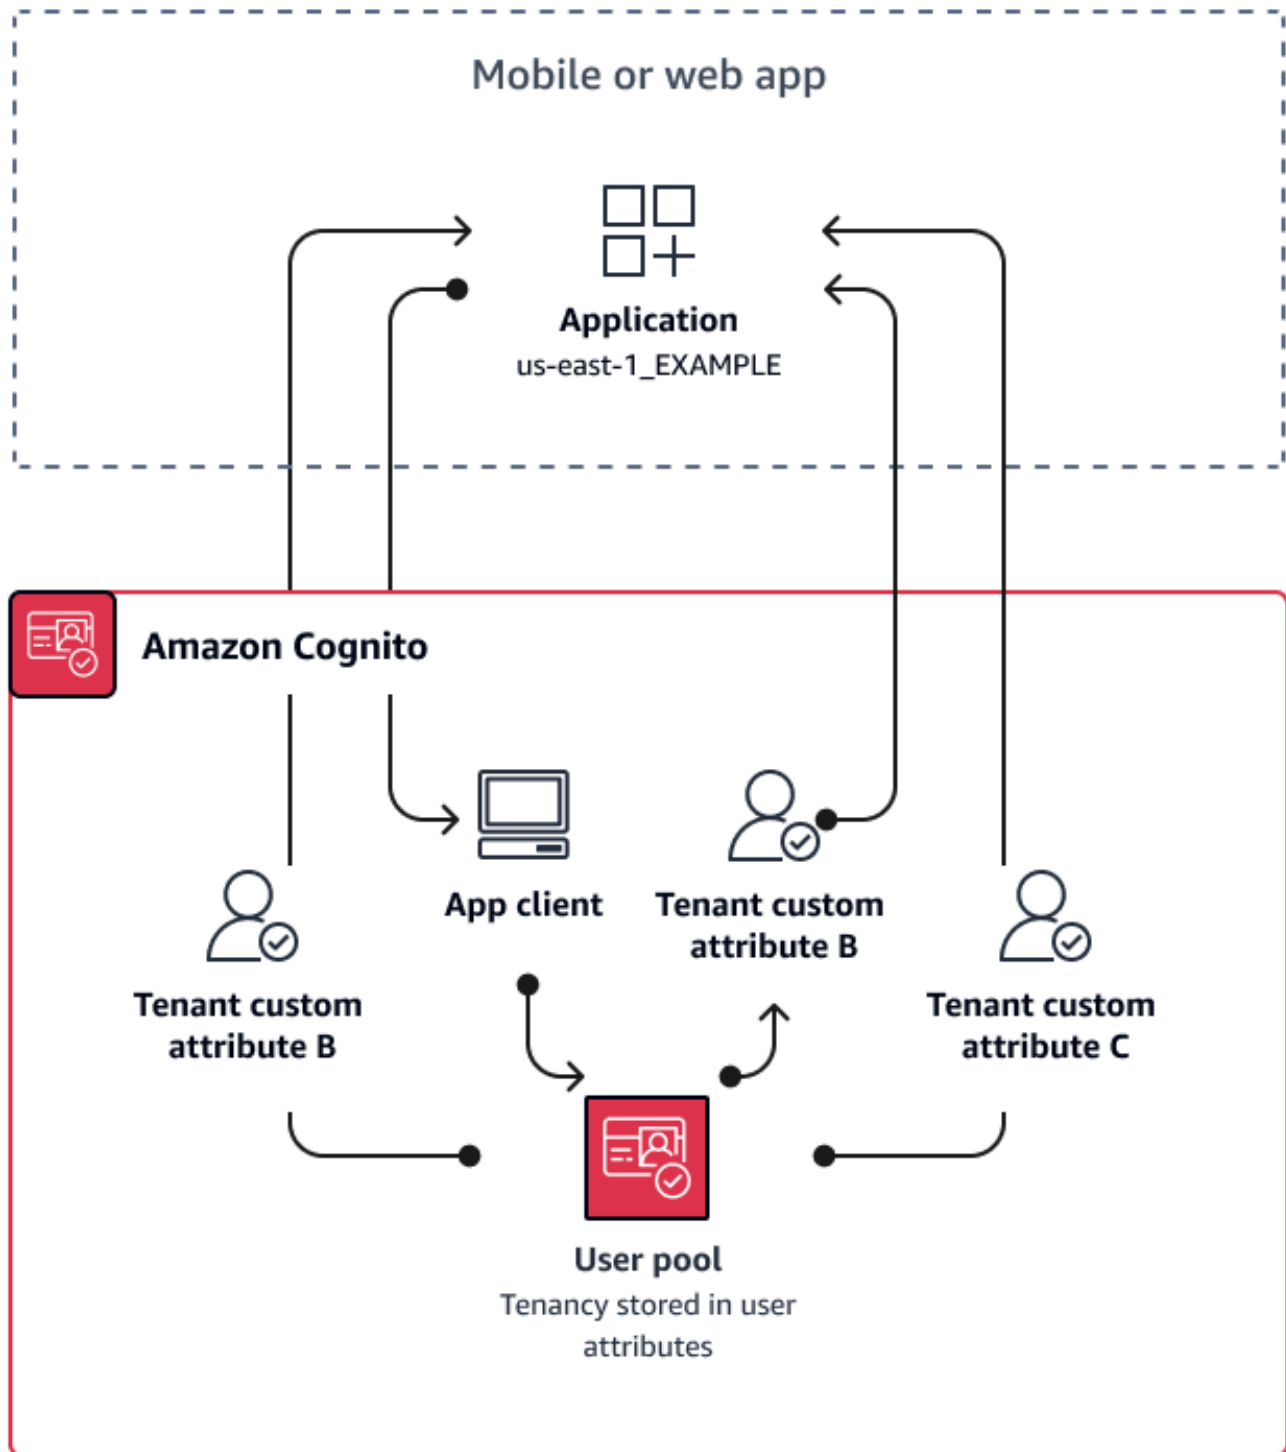 Mobile or web app
Application
us-east-1_EXAMPLE
Amazon Cognito
App client
Tenant custom
attribute B
Tenant custom
attribute B
Tenant custom
attribute C
User pool
Tenancy stored in user
attributes